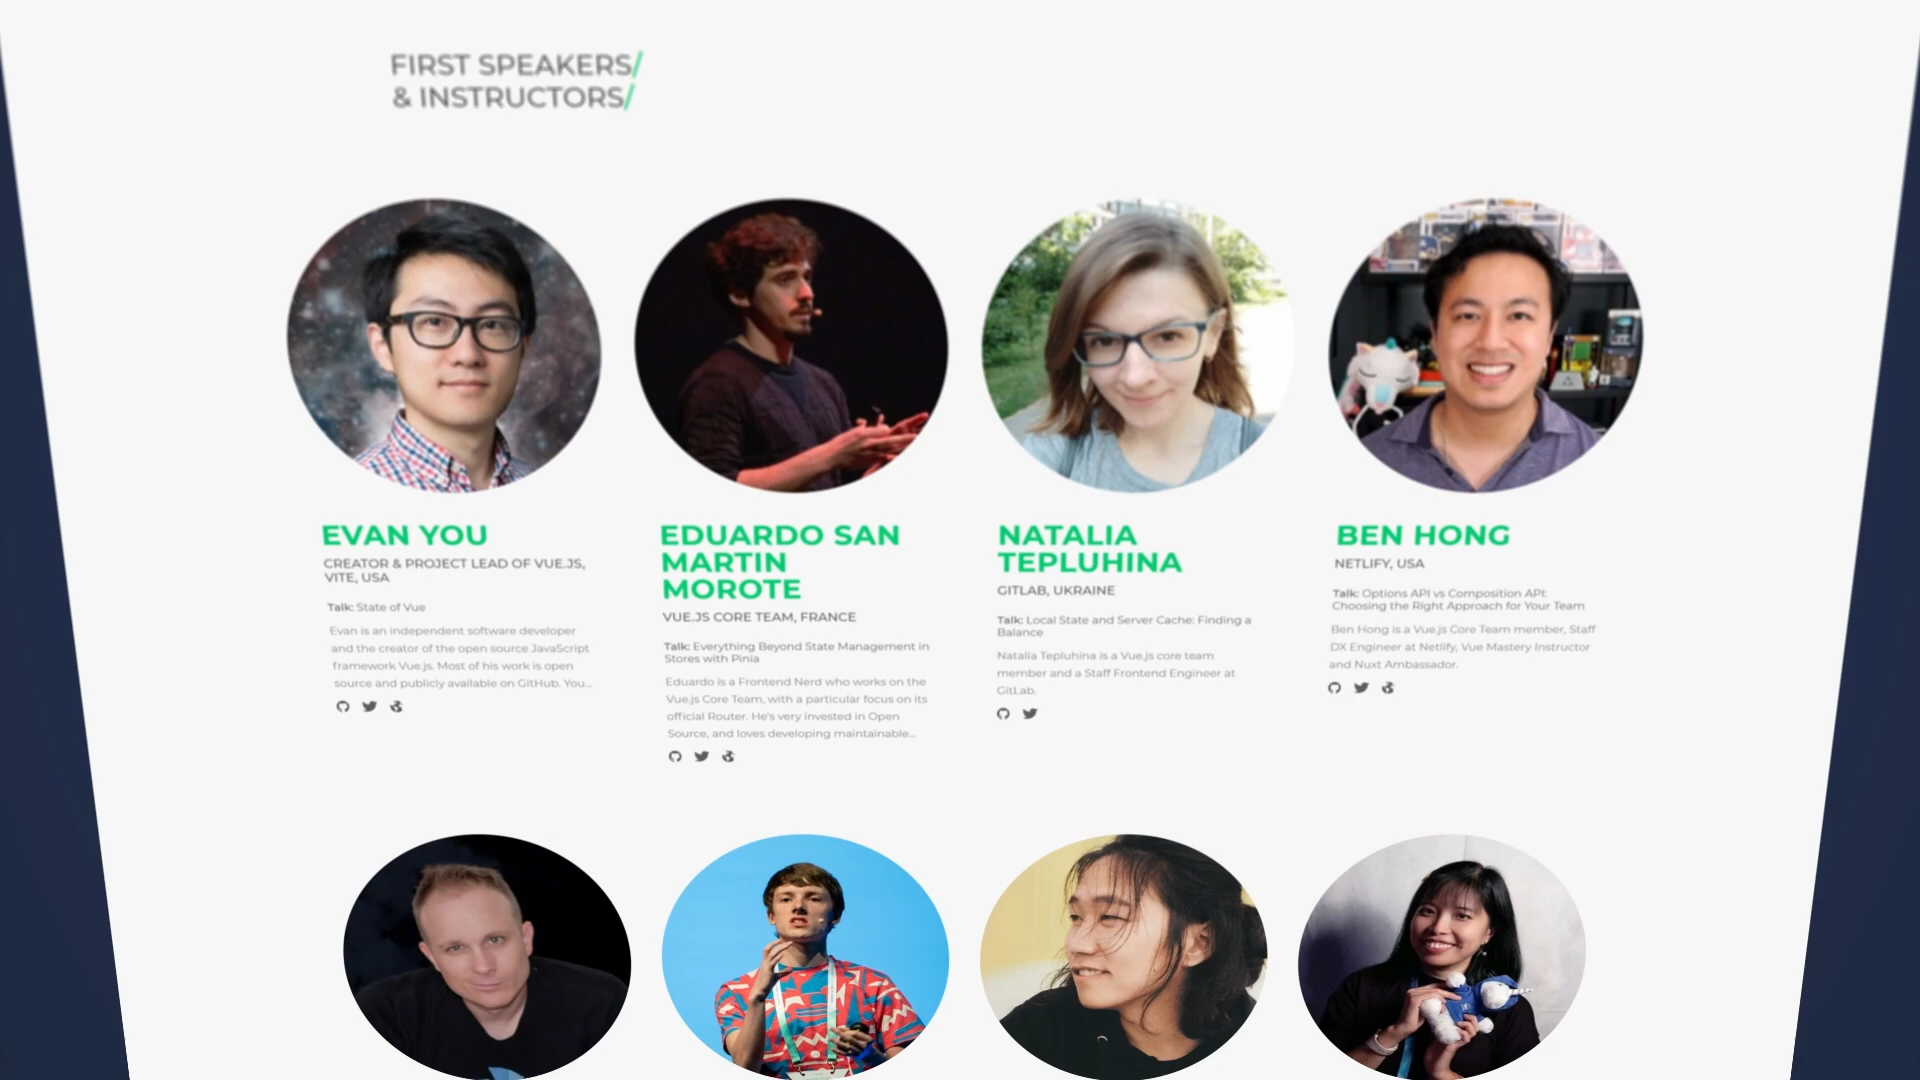 FIRST SPEAKERS/
& INSTRUCTORS/
EVAN YOU
CREATOR & PROJECT LEAD OF VUE.JS,
VITE, USA
Talk: State of Vue
Evan is an independent software developer
and the creator of the open source JavaScript
framework Vue.js. Most of his work is open
source and publicly available on GitHub. You...
EDUARDO SAN
MARTIN
MOROTE
VUE.JS CORE TEAM, FRANCE
Talk: Everything Beyond State Management in
Stores with Pinia
Eduardo is a Frontend Nerd who works on the
Vue.js Core Team, with a particular focus on its
official Router. He's very invested in Open
Source, and loves developing maintainable...
NATALIA
TEPLUHINA
GITLAB, UKRAINE
Talk: Local State and Server Cache: Finding a
Balance
Natalia Tepluhina is a Vue.js core team
member and a Staff Frontend Engineer at
GitLab.
BEN HONG
NETLIFY, USA
Talk: Options API vs Composition API:
Choosing the Right Approach for Your Team
Ben Hong is a Vue.js Core Team member, Staff
DX Engineer at Netlify, Vue Mastery Instructor
and Nuxt Ambassador.